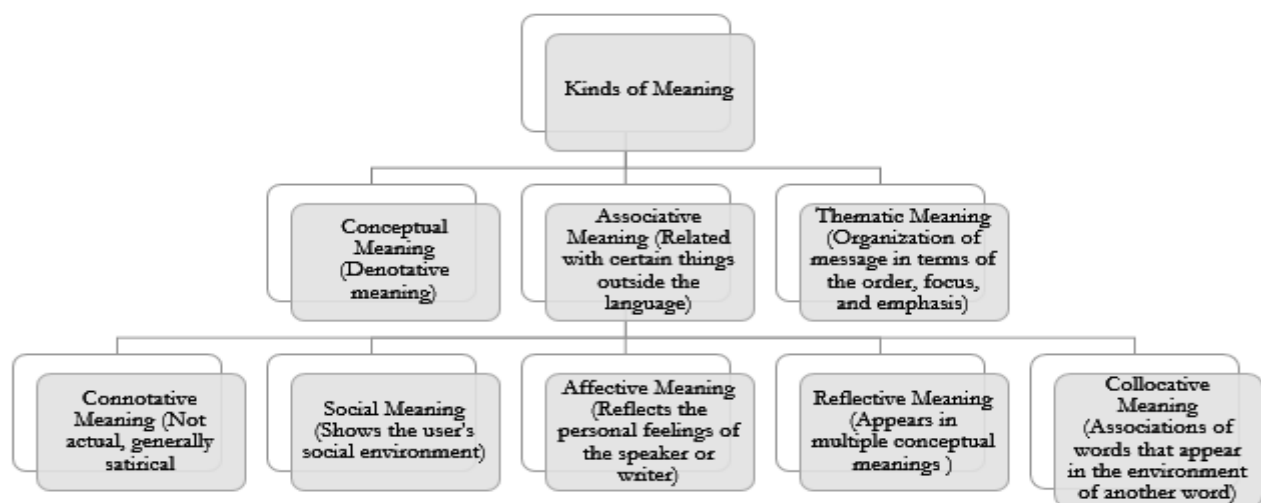 Kinds of Meaning
Conceptual
Meaning
(Denotative
meaning)
Associative
Meaning (Related
with certain things
outside the
language)
Thematic Meaning
(Organization of
message in terms of
the order, focus,
and emphasis)
Connotative
Meaning (Not
actual, generally
satirical
Social Meaning
(Shows the user's
social environment)
Affective Meaning
(Reflects the
personal feelings of
the speaker or
writer)
Reflective Meaning
(Appears in
multiple conceptual
meanings )
Collocative
Meaning
(Associations of
words that appear
in the environment
of another word)